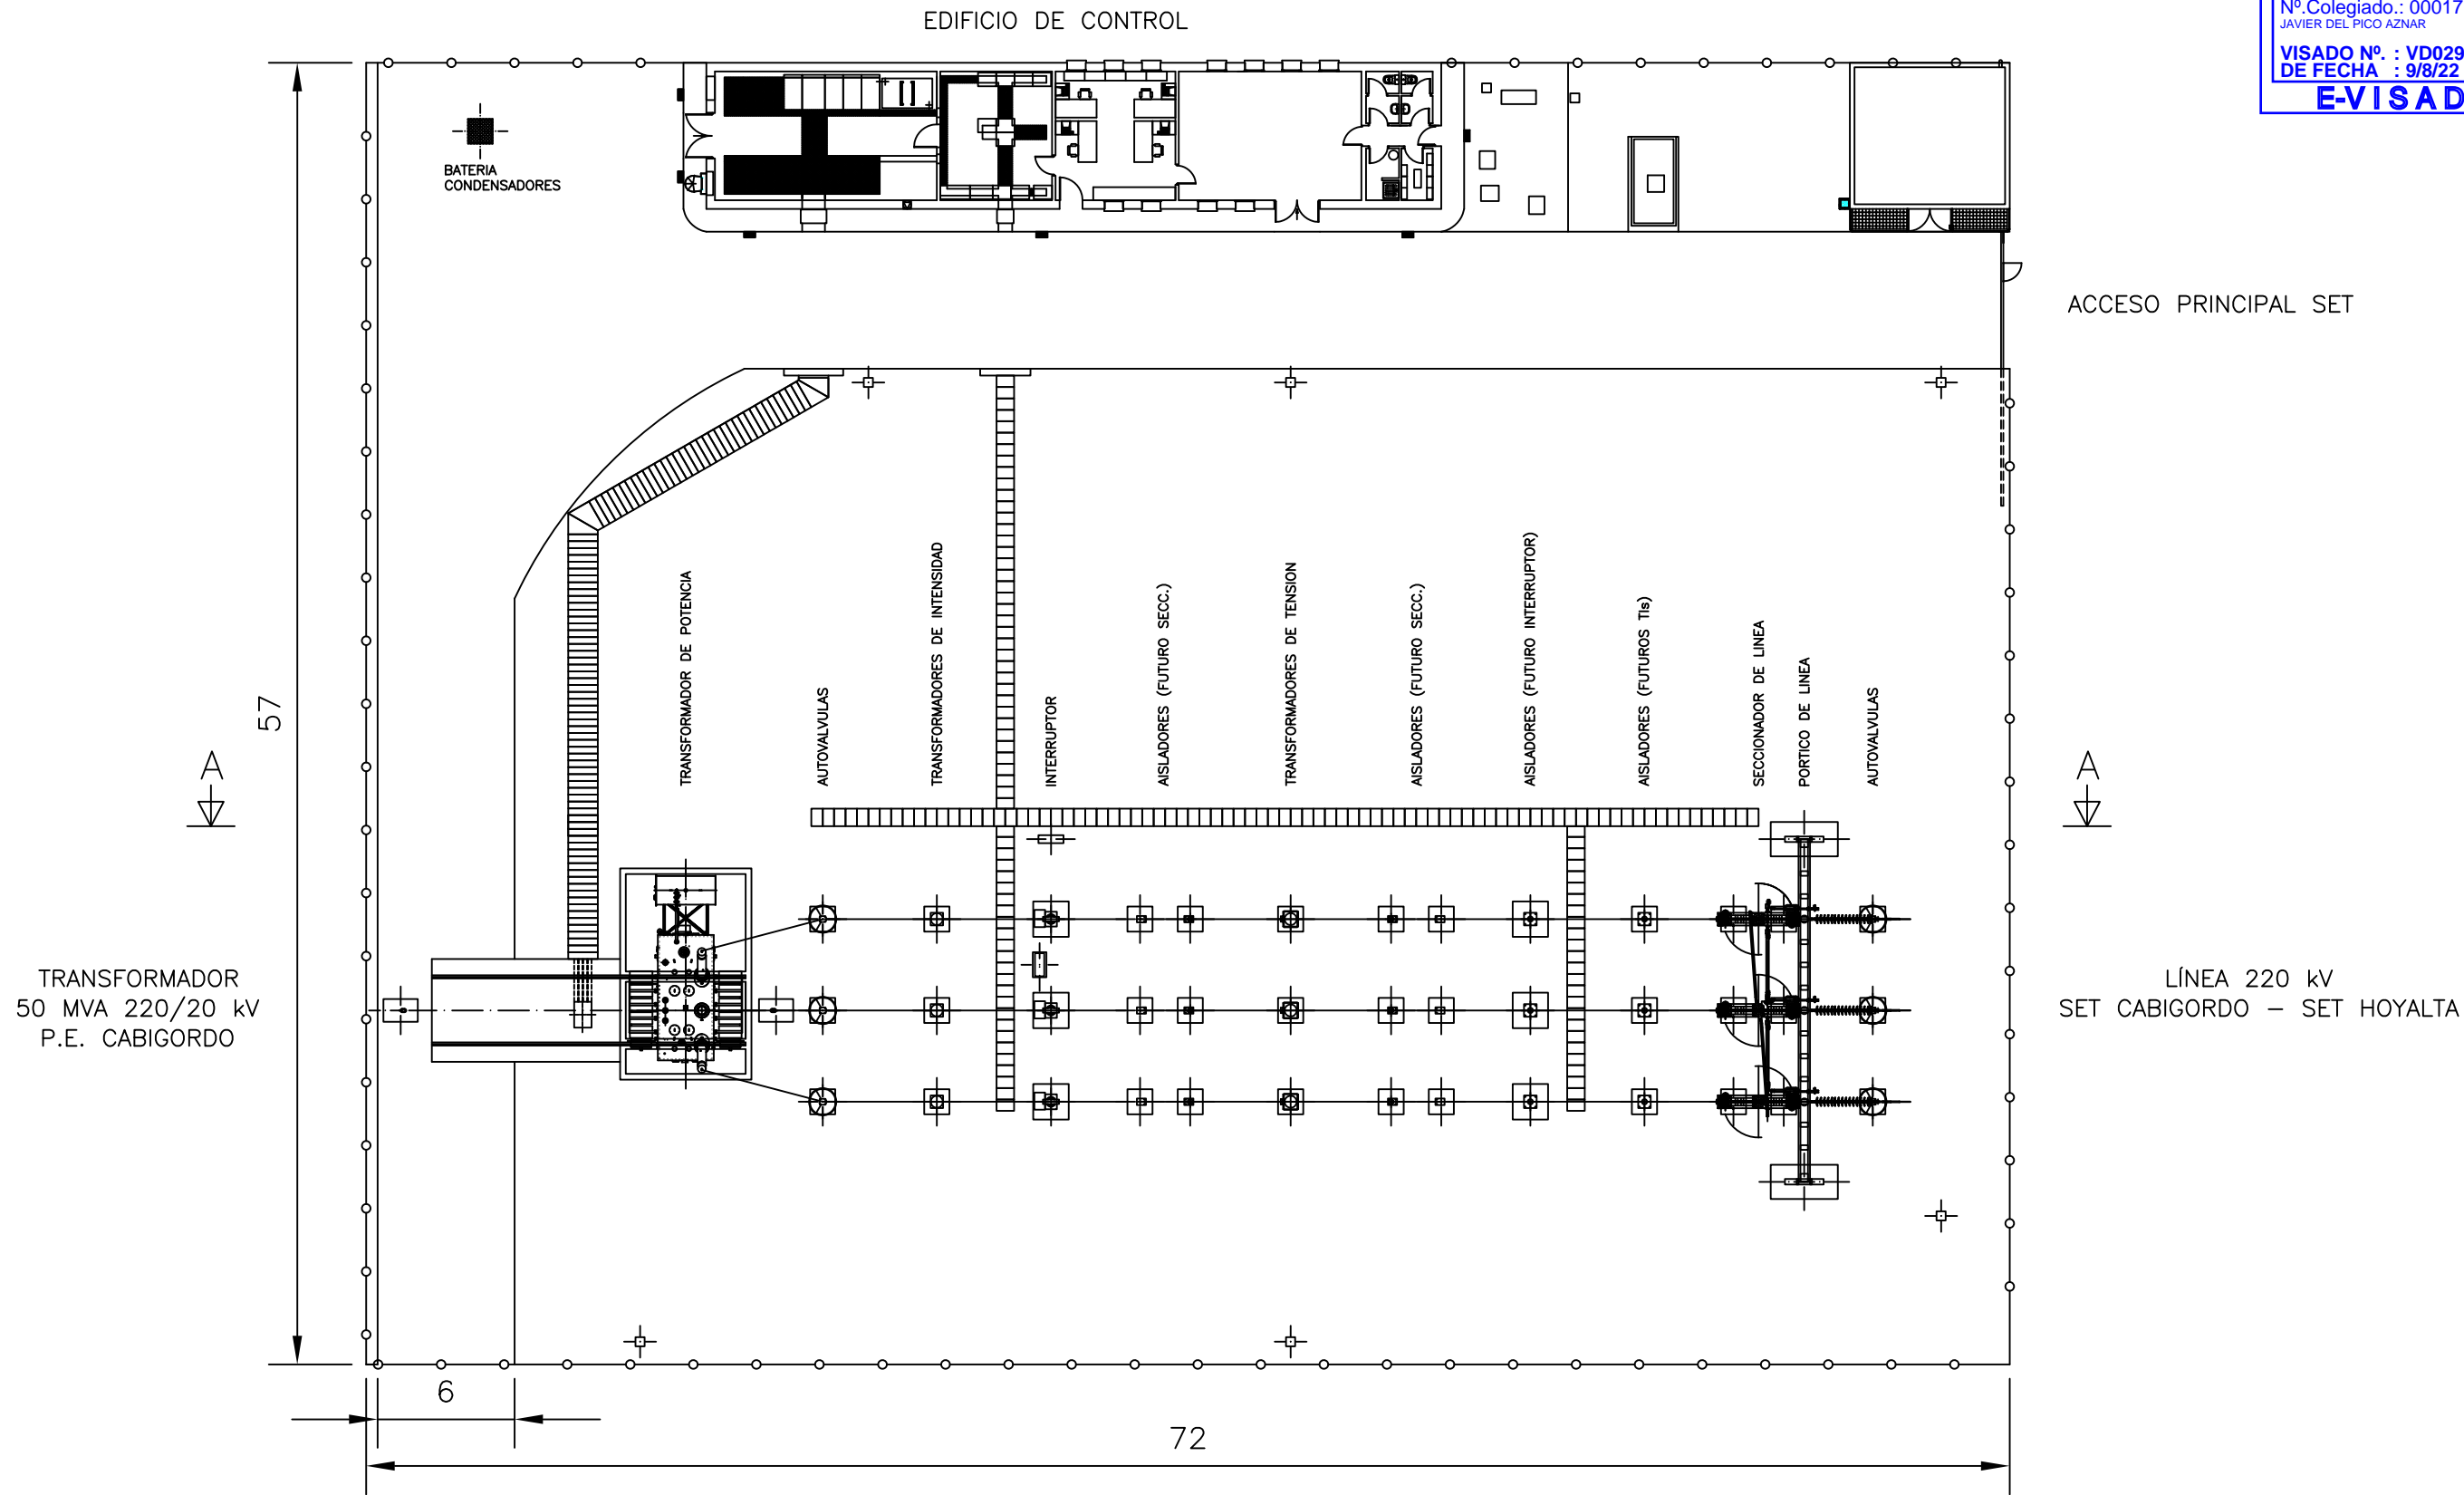 EDIFICIO DE CONTROL
Nº.Colegiado.: 00017
JAVIER DEL PICO AZNAR
VISADO Nº. : VD029
DE FECHA : 9/8/22
E-VISAD
BATERIA
CONDENSADORES
ACCESO PRINCIPAL SET
TRANSFORMADOR DE POTENCIA
AUTOVALVULAS
TRANSFORMADORES DE INTENSIDAD
INTERRUPTOR
AISLADORES (FUTURO SECC.)
TRANSFORMADORES DE TENSION
AISLADORES (FUTURO SECC.)
AISLADORES (FUTURO INTERRUPTOR)
AISLADORES (FUTUROS TIs)
SECCIONADOR DE LINEA
PORTICO DE LINEA
AUTOVALVULAS
57
A
A
TRANSFORMADOR
50 MVA 220/20 kV
P.E. CABIGORDO
LÍNEA 220 kV
SET CABIGORDO – SET HOYALTA
6
72